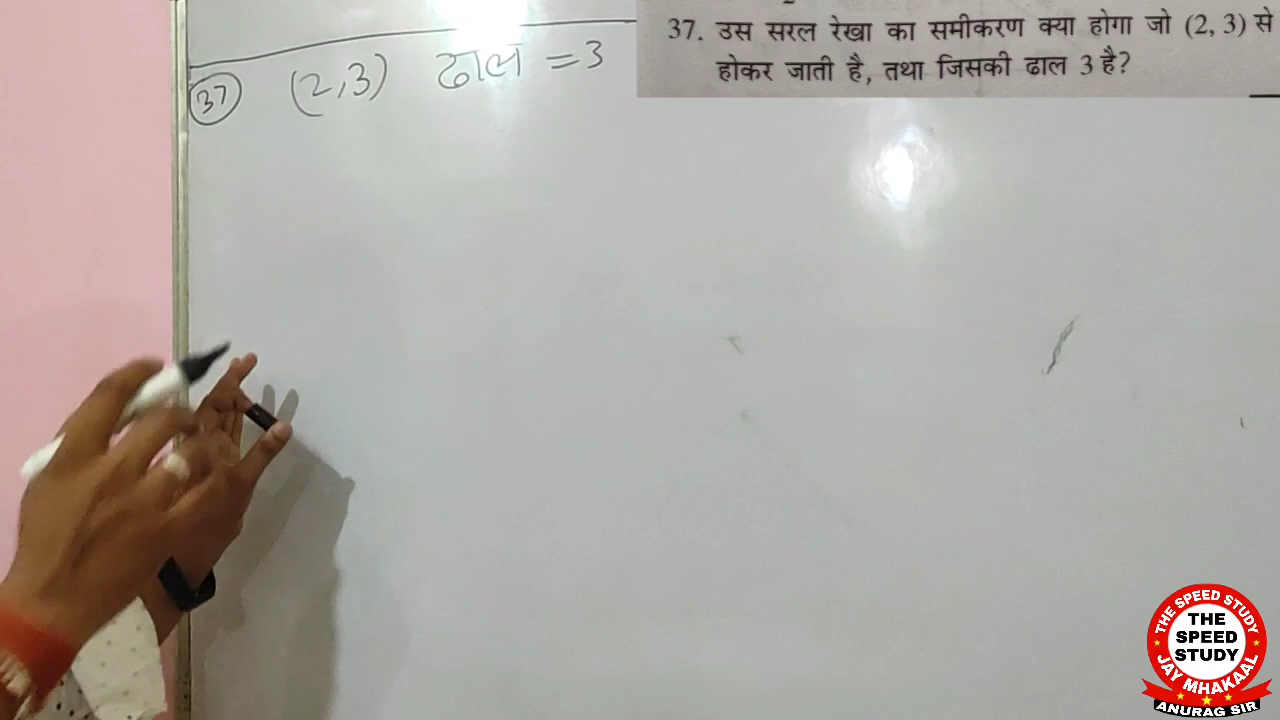 37. उस सरल रेखा का समीकरण क्या होगा जो (2, 3) से
होकर जाती है, तथा जिसकी ढाल 3 है?
37 (2,3) ढाल = 3
THE SPEED STUDY
THE
SPEED
STUDY
JAY MHAKAAL
ANURAG SIR